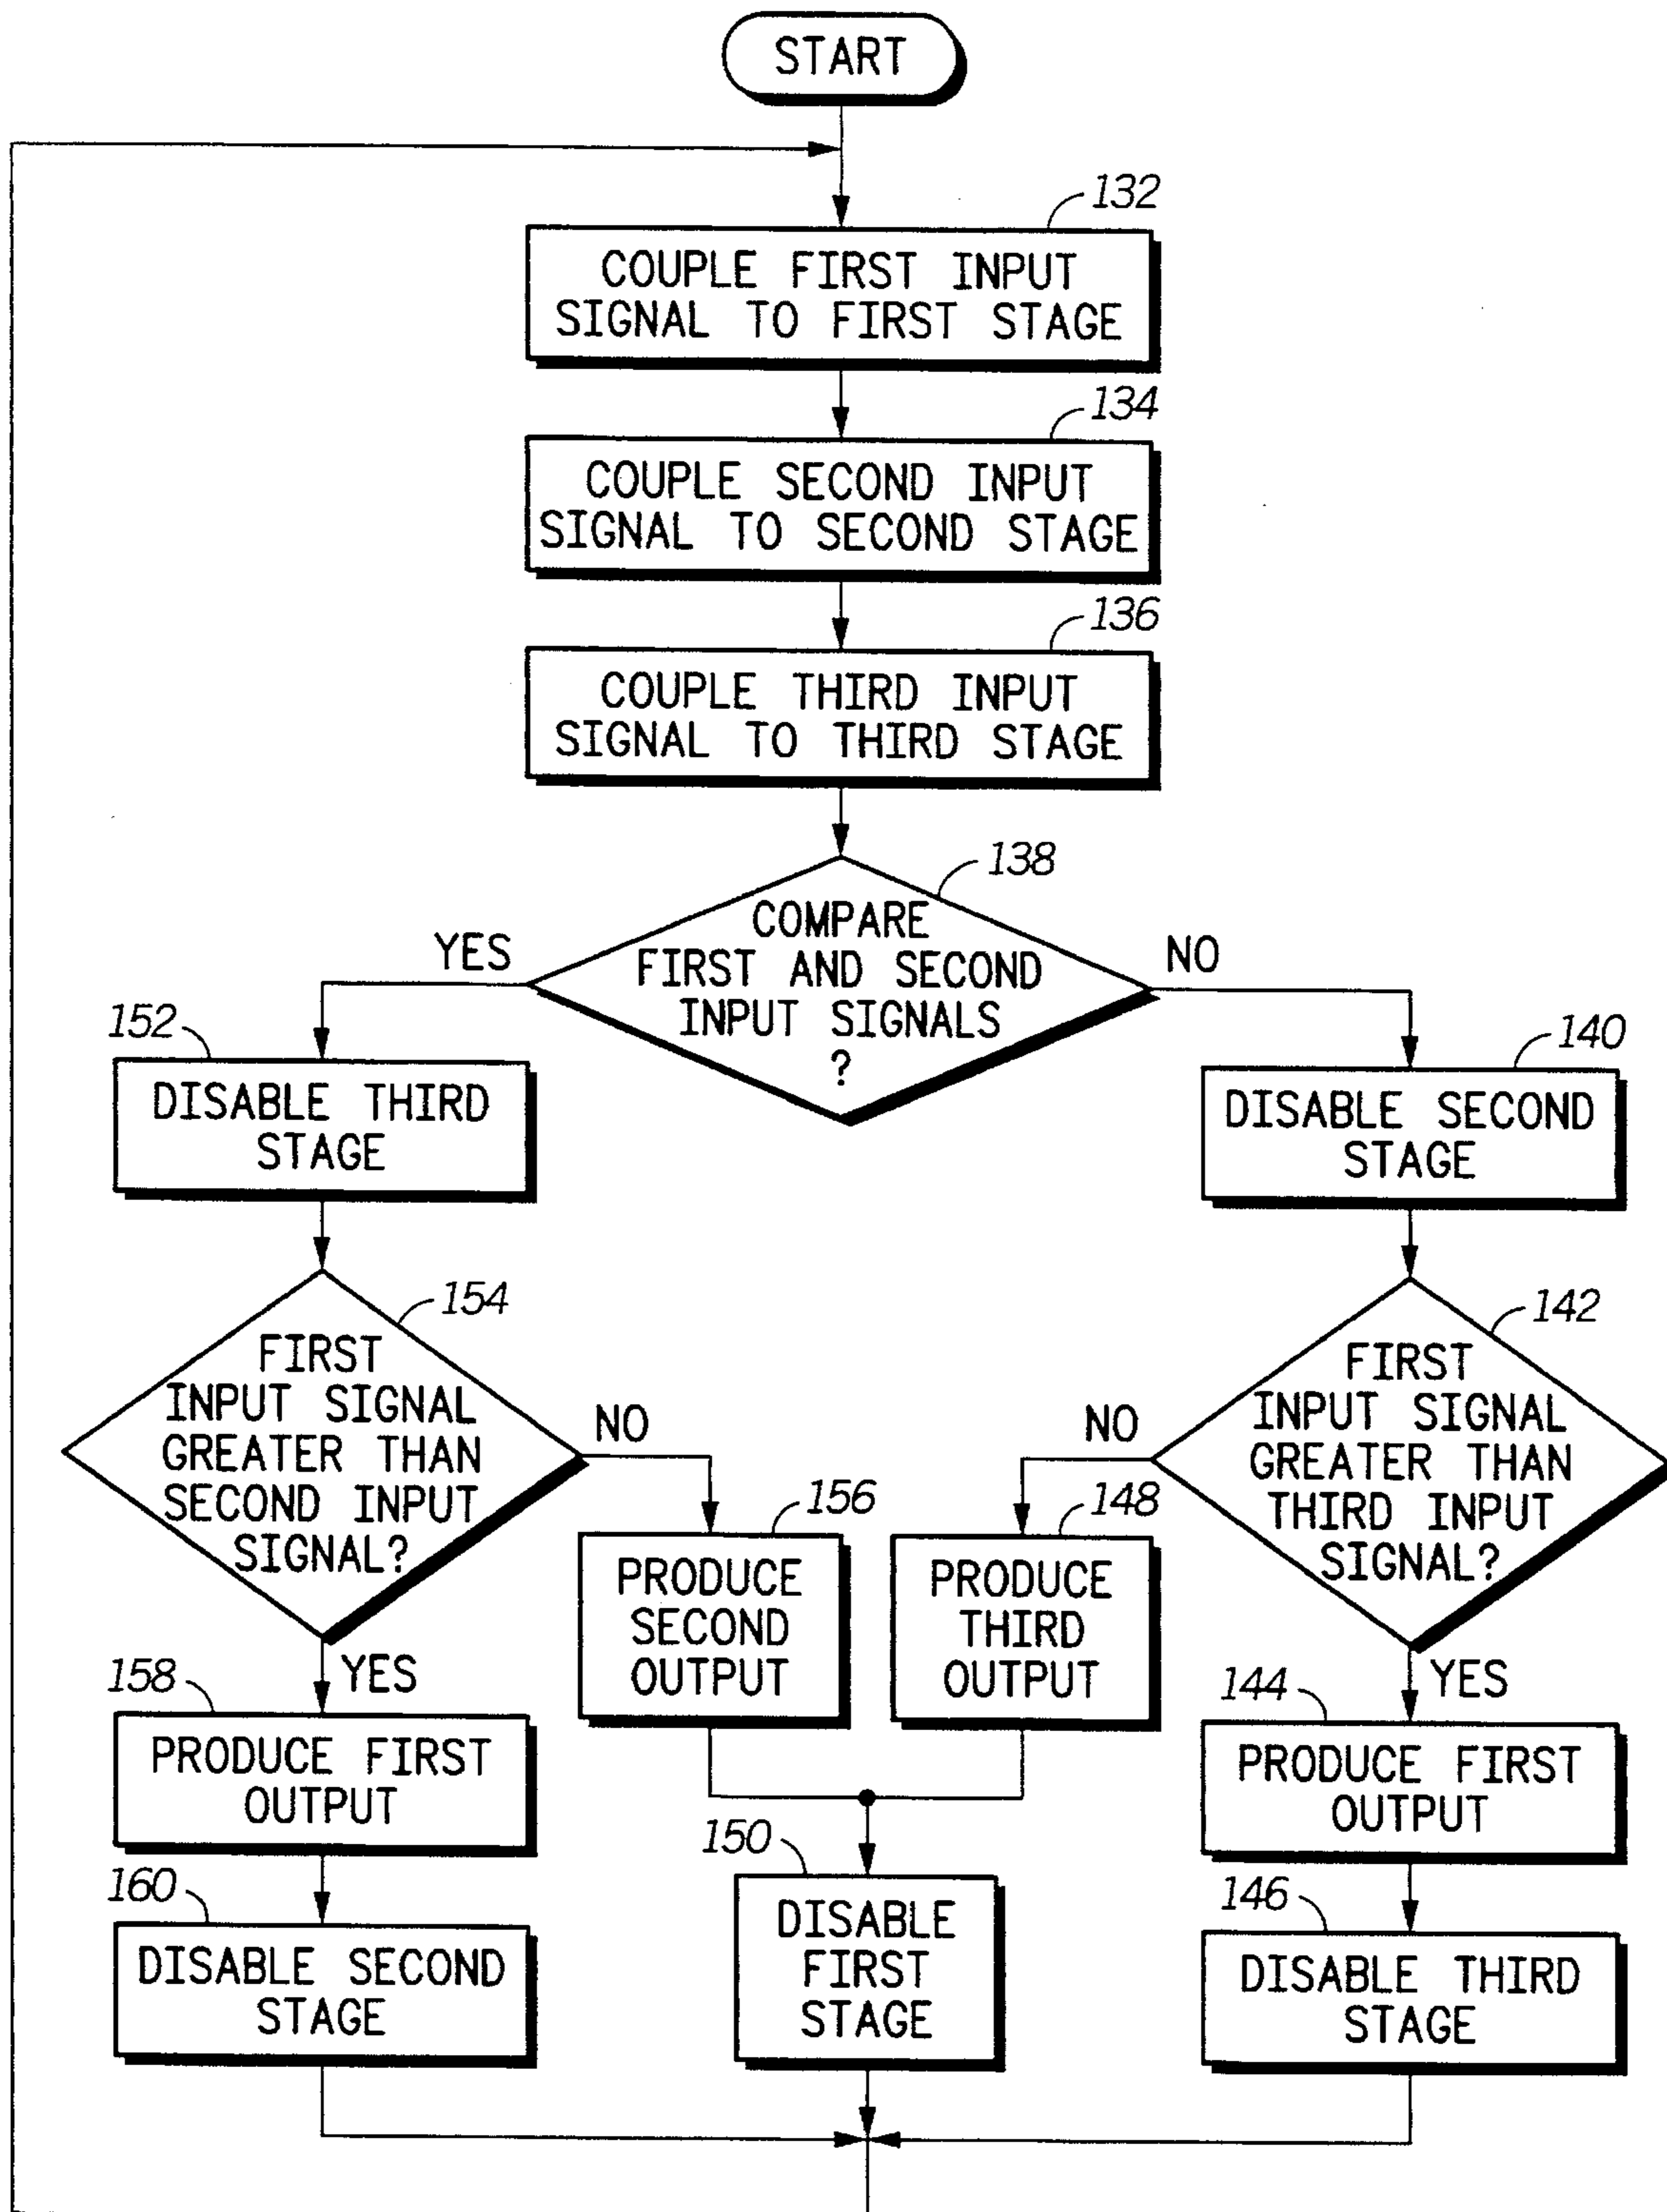 START
132
COUPLE FIRST INPUT
SIGNAL TO FIRST STAGE
134
COUPLE SECOND INPUT
SIGNAL TO SECOND STAGE
136
COUPLE THIRD INPUT
SIGNAL TO THIRD STAGE
138
COMPARE
FIRST AND SECOND
INPUT SIGNALS
?
YES
NO
152
DISABLE THIRD
STAGE
140
DISABLE SECOND
STAGE
154
FIRST
INPUT SIGNAL
GREATER THAN
SECOND INPUT
SIGNAL?
NO
142
FIRST
INPUT SIGNAL
GREATER THAN
THIRD INPUT
SIGNAL?
NO
156
PRODUCE
SECOND
OUTPUT
148
PRODUCE
THIRD
OUTPUT
YES
158
PRODUCE FIRST
OUTPUT
YES
144
PRODUCE FIRST
OUTPUT
160
DISABLE SECOND
STAGE
150
DISABLE
FIRST
STAGE
146
DISABLE THIRD
STAGE